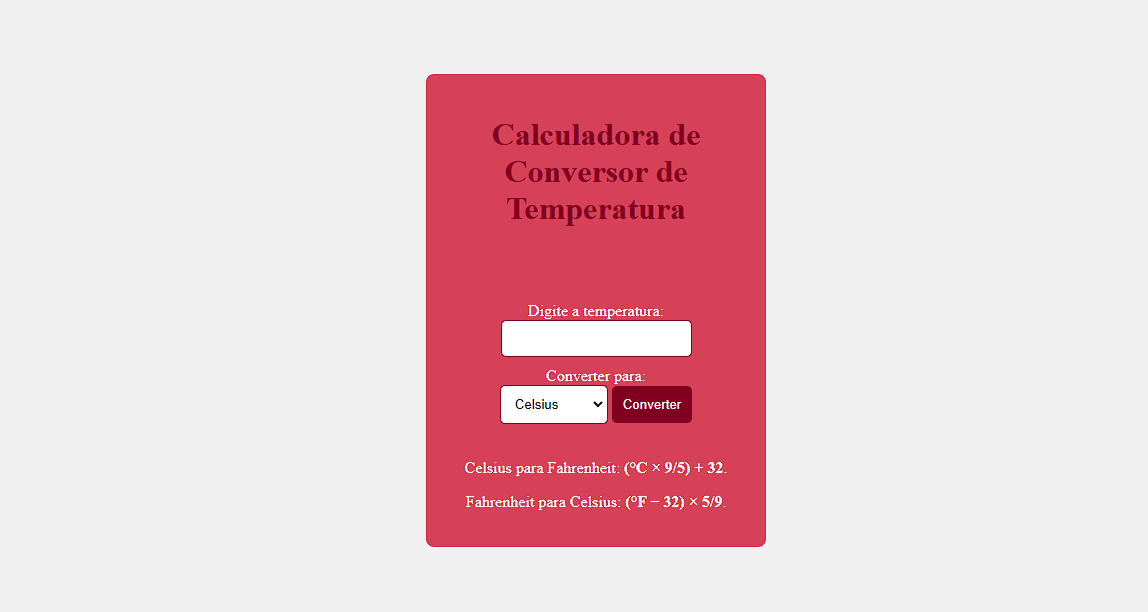 Calculadora de
Conversor de
Temperatura
Digite a temperatura:
Converter para:
Celsius Converter
Celsius para Fahrenheit: (°C × 9/5) + 32.
Fahrenheit para Celsius: (°F − 32) × 5/9.